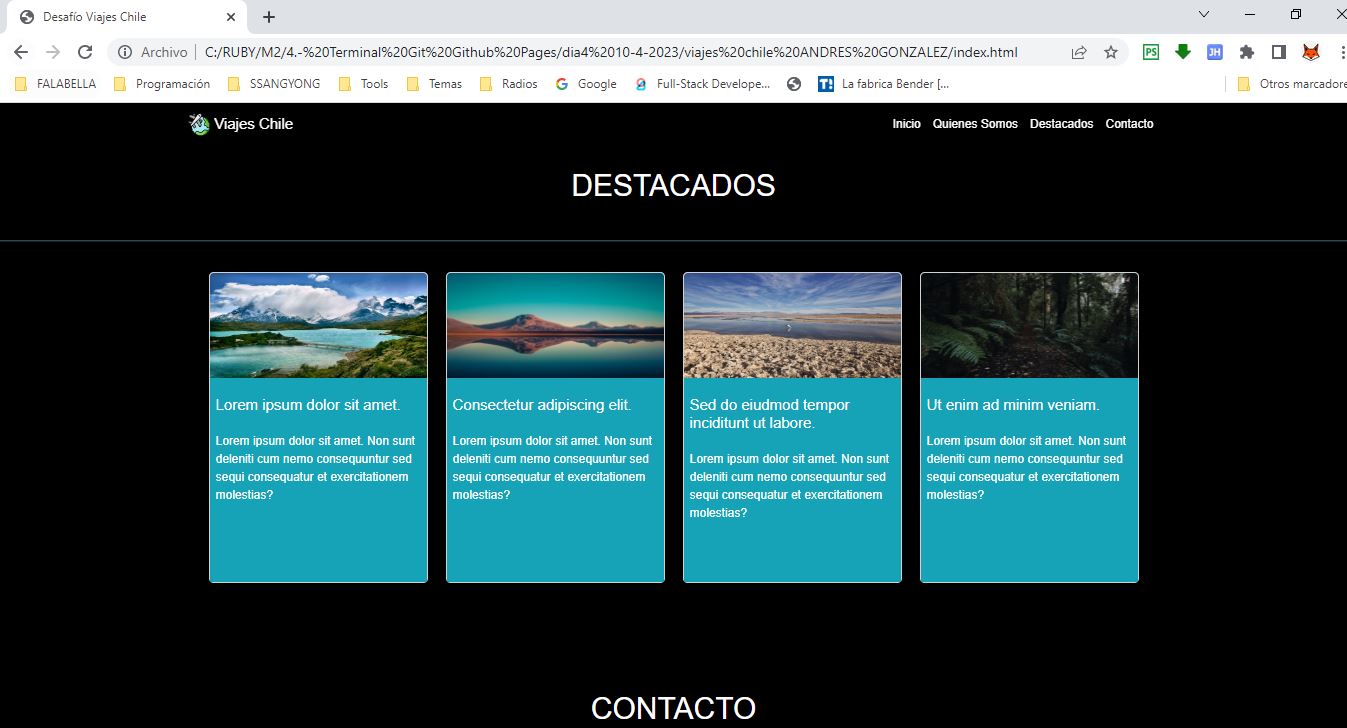 Desafío Viajes Chile
Archivo
C:/RUBY/M2/4.-%20Terminal%20Git%20Github%20Pages/dia4%2010-4-2023/viajes%20chile%20ANDRES%20GONZALEZ/index.html
PS
JH
FALABELLA
Programación
SSANGYONG
Tools
Temas
Radios
G
Google
Full-Stack Develope...
T!
La fabrica Bender [...
Otros marcadore
Viajes Chile
Inicio
Quienes Somos
Destacados
Contacto
DESTACADOS
Lorem ipsum dolor sit amet.
Lorem ipsum dolor sit amet. Non sunt
deleniti cum nemo consequuntur sed
sequi consequatur et exercitationem
molestias?
Consectetur adipiscing elit.
Lorem ipsum dolor sit amet. Non sunt
deleniti cum nemo consequuntur sed
sequi consequatur et exercitationem
molestias?
Sed do eiudmod tempor
inciditunt ut labore.
Lorem ipsum dolor sit amet. Non sunt
deleniti cum nemo consequuntur sed
sequi consequatur et exercitationem
molestias?
Ut enim ad minim veniam.
Lorem ipsum dolor sit amet. Non sunt
deleniti cum nemo consequuntur sed
sequi consequatur et exercitationem
molestias?
CONTACTO